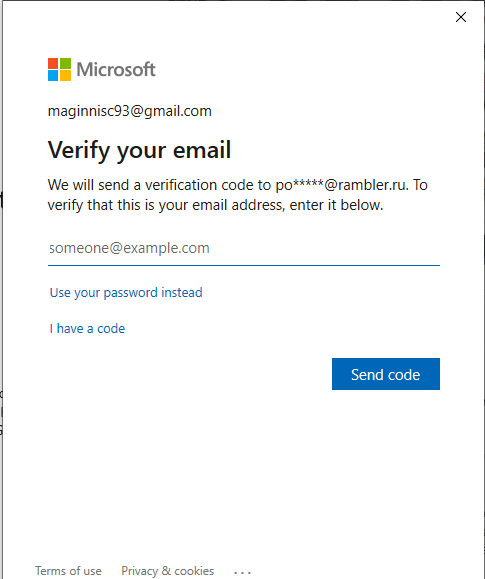 Microsoft
maginnisc93@gmail.com
Verify your email
We will send a verification code to po*****@rambler.ru. To
verify that this is your email address, enter it below.
someone@example.com
Use your password instead
I have a code
Send code
Terms of use Privacy & cookies ...